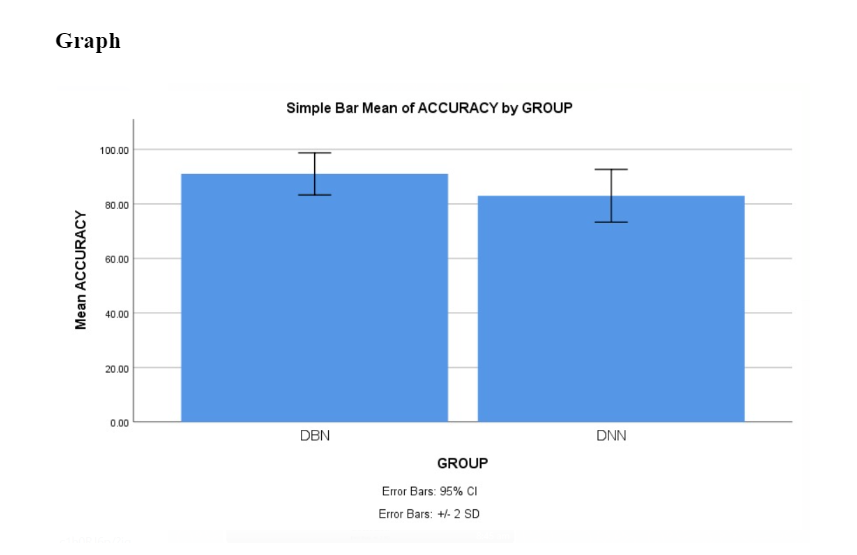 Graph
Simple Bar Mean of ACCURACY by GROUP
100.00
80.00
60.00
40.00
20.00
0.00
Mean ACCURACY
DBN
DNN
GROUP
Error Bars: 95% CI
Error Bars: +/- 2 SD